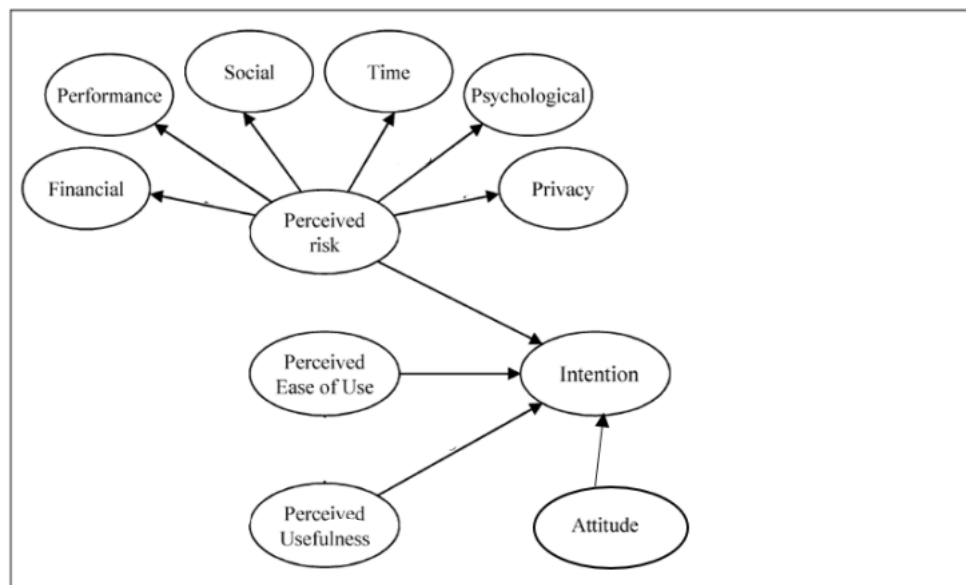 Social
Time
Performance
Psychological
Financial
Privacy
Perceived
risk
Perceived
Ease of Use
Intention
Perceived
Usefulness
Attitude